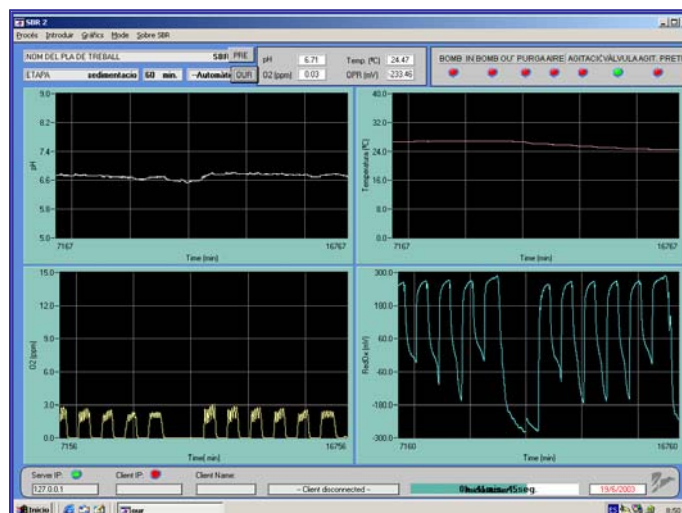 SBR 2
Procés Introduir Gràfics Mode Sobre SBR
NOM DEL PLA DE TREBALL SBR PRE
ETAPA sedimentacio 60 min. --Automàti OUR
pH 6.71 Temp. (ºC) 24.47
O2 (ppm) 0.03 OPR (mV) -233.46
BOMB IN BOMB OUT PURGA AIRE AGITACIÓ VÀLVULA AGIT. PRETR
9.0
8.2
7.4
6.6
5.8
5.0
pH
7167 16767
Time (min)
40.0
32.0
24.0
16.0
8.0
0.0
Temperatura (ºC)
7167 16767
Time (min)
15.0
12.0
9.0
6.0
3.0
0.0
O2 (ppm)
7156 16756
Time( min)
300.0
180.0
60.0
-60.0
-180.0
-300.0
RedOx (mV)
7160 16760
Time (min)
Server IP: Client IP: Client Name:
127.0.0.1 -- Client disconnected -- 19/6/2003
Inicio our 8:50